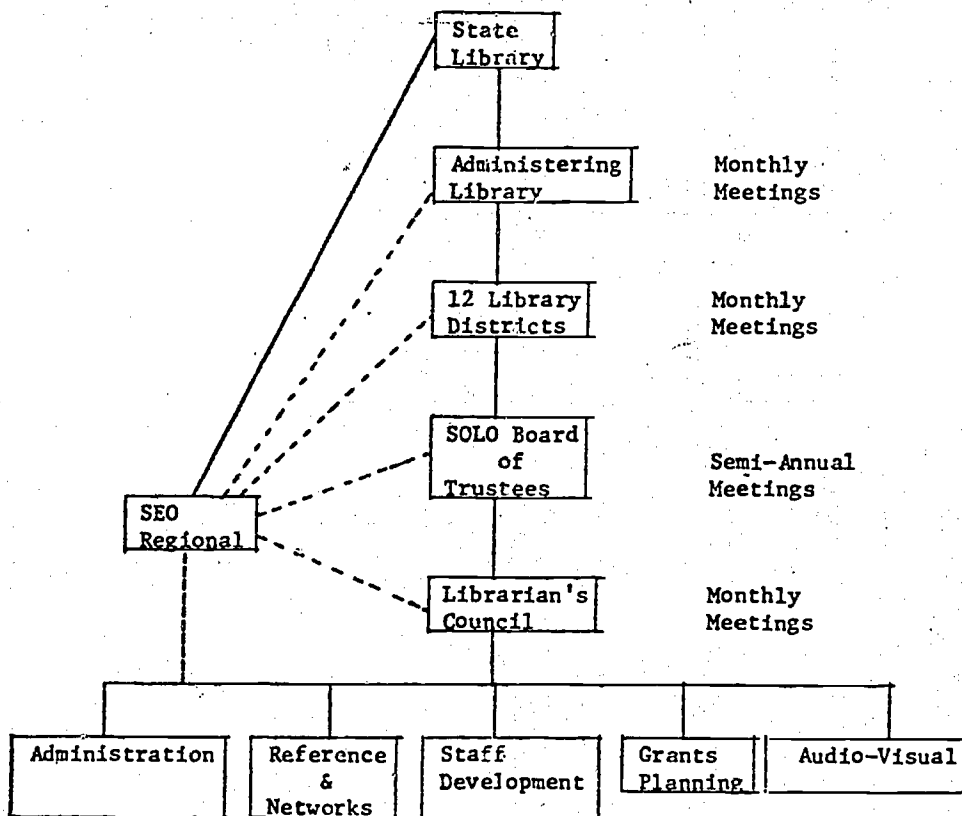 State
Library
Administering
Library
Monthly
Meetings
12 Library
Districts
Monthly
Meetings
SOLO Board
of
Trustees
Semi-Annual
Meetings
SEO
Regional
Librarian's
Council
Monthly
Meetings
Administration
Reference
&
Networks
Staff
Development
Grants
Planning
Audio-Visual